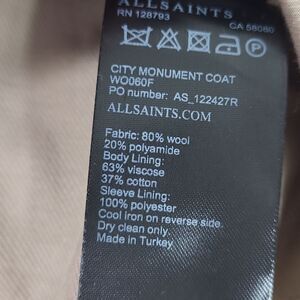 ALLSAINTS
RN 128793
CA 58080
CITY MONUMENT COAT
WO060F
PO number: AS_122427R
ALLSAINTS.COM
Fabric: 80% wool
20% polyamide
Body Lining:
63% viscose
37% cotton
Sleeve Lining:
100% polyester
Cool iron on reverse side
Dry clean only.
Made in Turkey